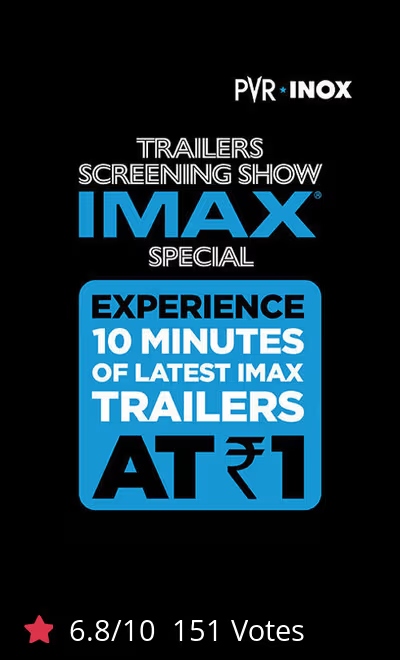 PVR INOX
TRAILERS
SCREENING SHOW
IMAX®
SPECIAL
EXPERIENCE
10 MINUTES
OF LATEST IMAX
TRAILERS
AT ₹1
6.8/10 151 Votes